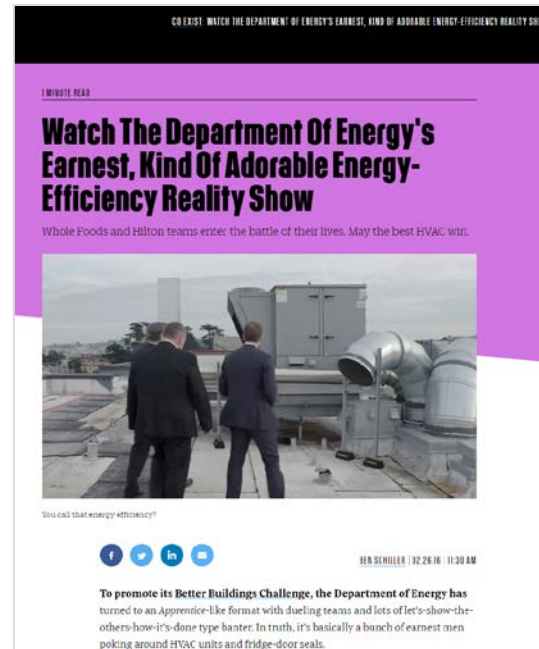 CO.EXIST WATCH THE DEPARTMENT OF ENERGY'S EARNEST, KIND OF ADORABLE ENERGY-EFFICIENCY REALITY SH
1 MINUTE READ
Watch The Department Of Energy's
Earnest, Kind Of Adorable Energy-
Efficiency Reality Show
Whole Foods and Hilton teams enter the battle of their lives. May the best HVAC win.
You call that energy-efficiency?
f
in
BEN SCHILLER | 02.26.16 | 11:30 AM
To promote its Better Buildings Challenge, the Department of Energy has
turned to an Apprentice-like format with dueling teams and lots of let's-show-the-
others-how-it's-done type banter. In truth, it's basically a bunch of earnest men
poking around HVAC units and fridge-door seals.